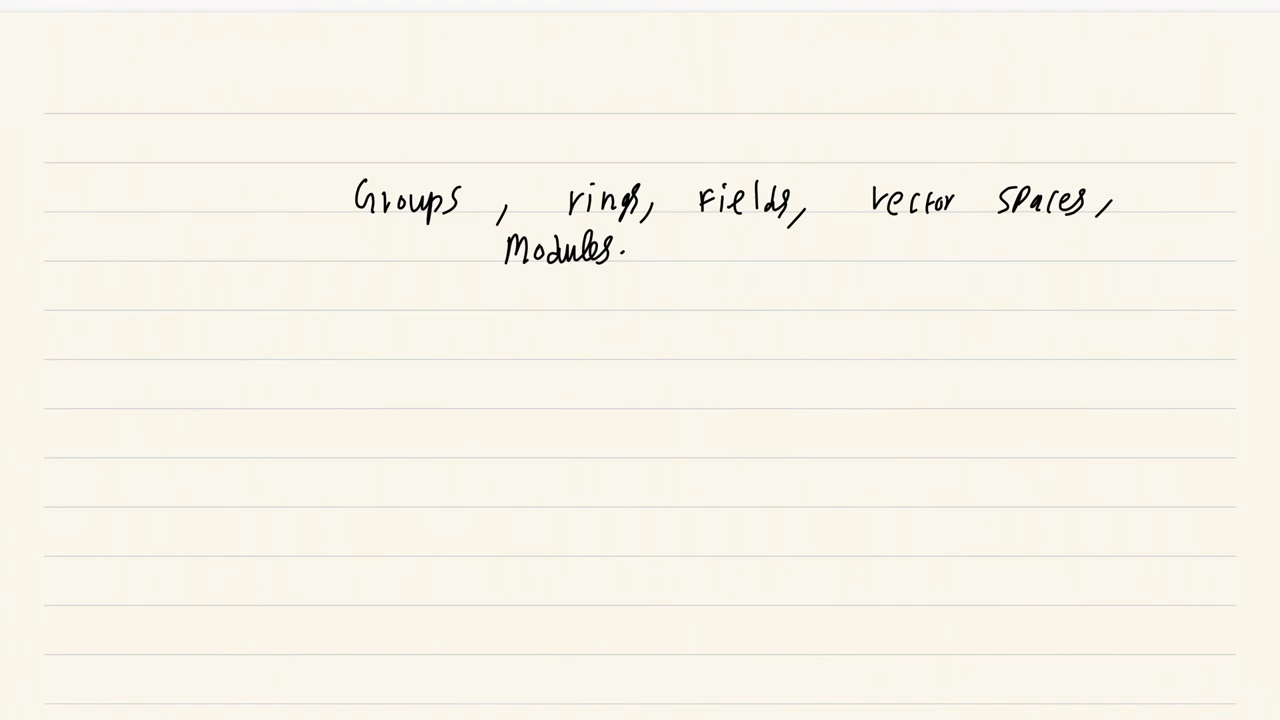 Groups , rings, Fields, vector spaces,
Modules.